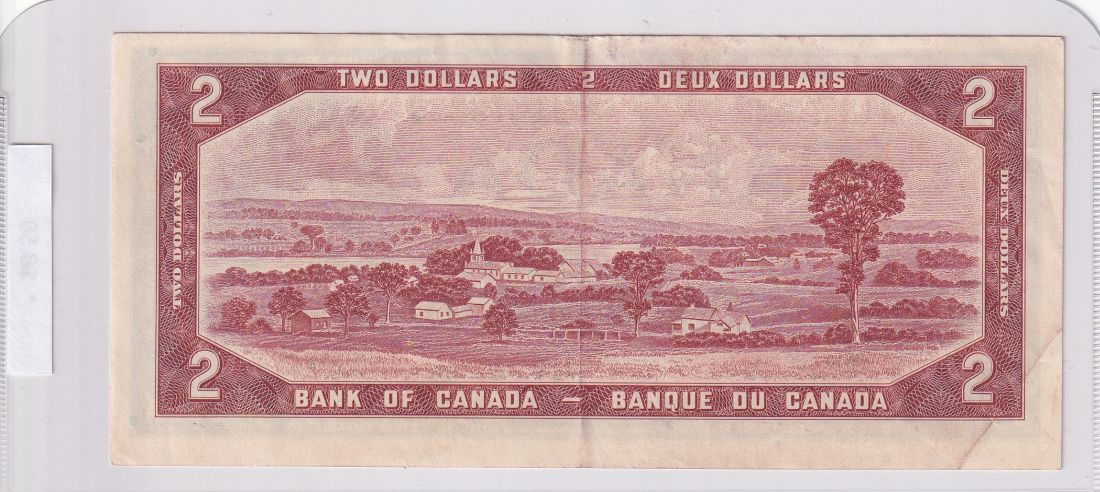 TWO DOLLARS 2 DEUX DOLLARS
2 2
TWO DOLLARS
DEUX DOLLARS
2 2
BANK OF CANADA – BANQUE DU CANADA